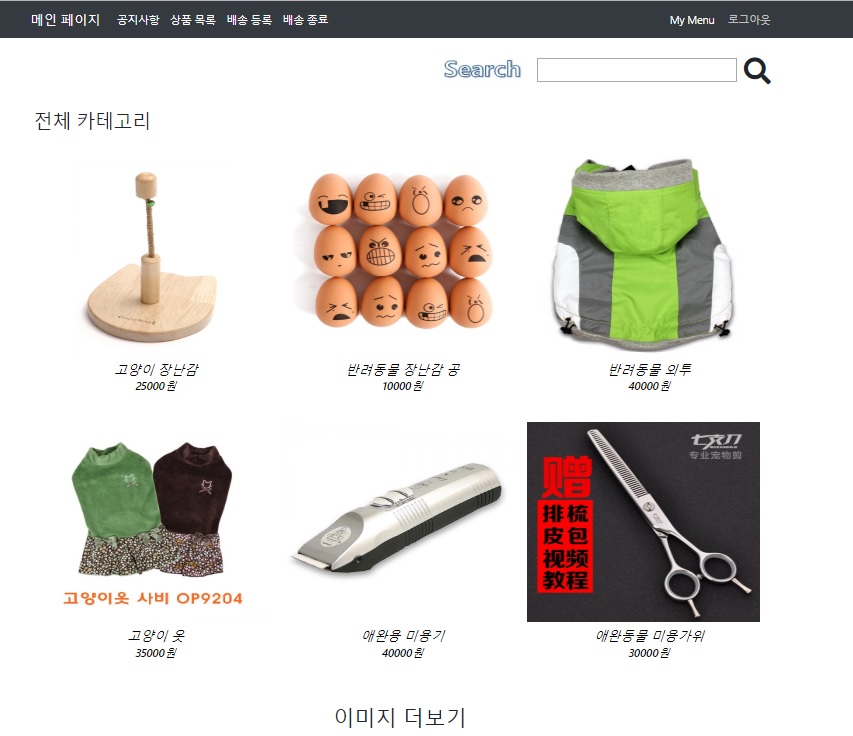 메인 페이지 공지사항 상품 목록 배송 등록 배송 종료 My Menu 로그아웃
Search
전체 카테고리
고양이 장난감
25000원
반려동물 장난감 공
10000원
반려동물 외투
40000원
고양이옷 사비 OP9204
고양이 옷
35000원
애완용 미용기
40000원
专业宠物剪
赠
排梳
皮包
视频
教程
애완동물 미용가위
30000원
이미지 더보기